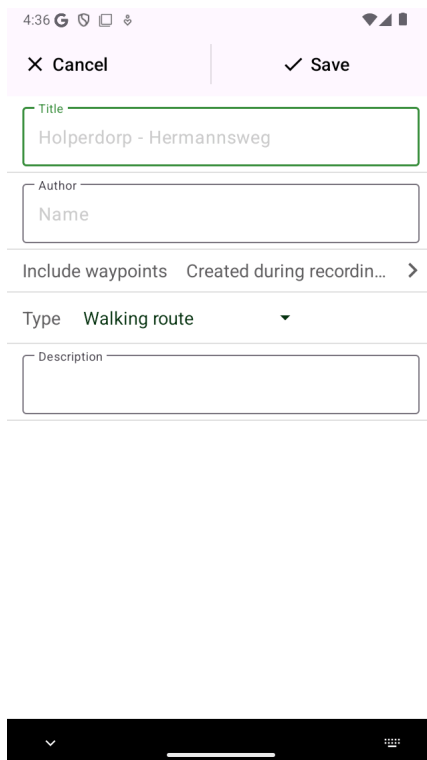 4:36
Cancel
Save
Title
Holperdorp - Hermannsweg
Author
Name
Include waypoints Created during recordin...
Type Walking route
Description